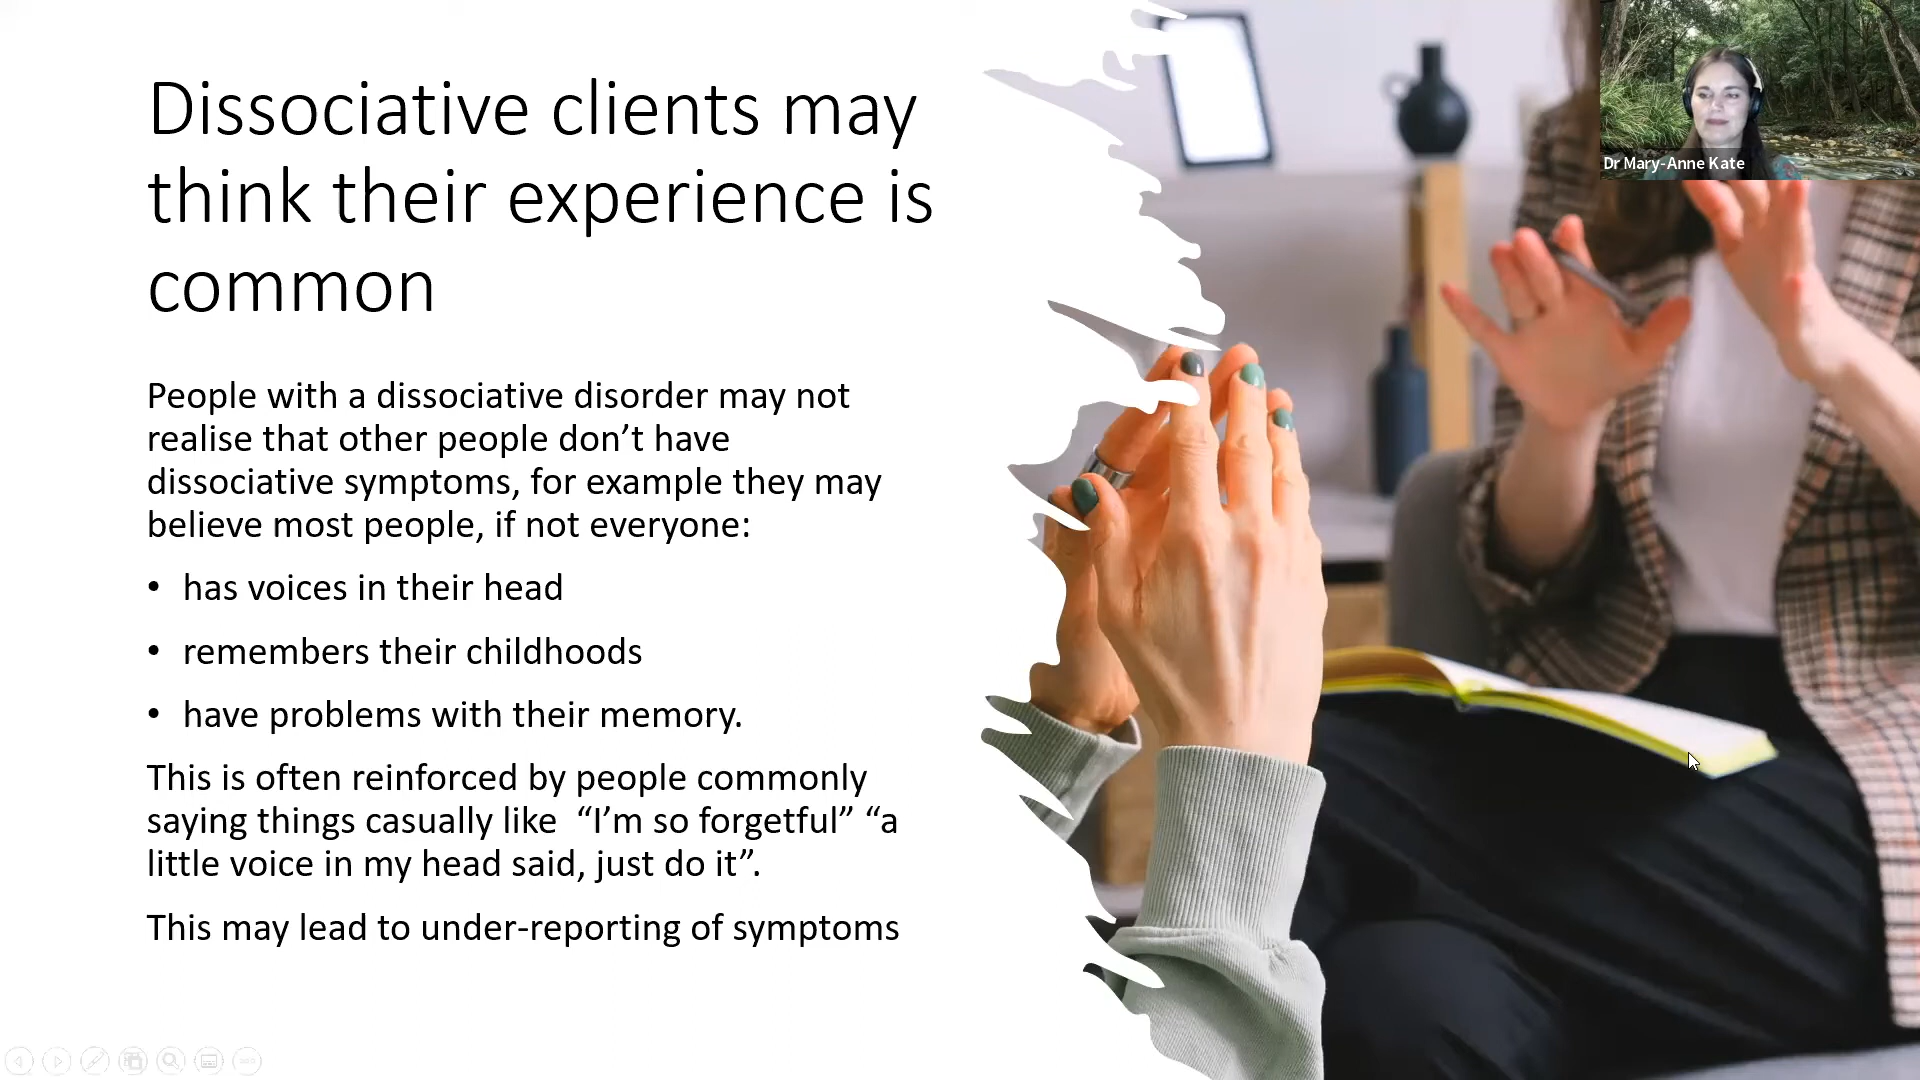 Dissociative clients may
think their experience is
common
People with a dissociative disorder may not
realise that other people don’t have
dissociative symptoms, for example they may
believe most people, if not everyone:
• has voices in their head
• remembers their childhoods
• have problems with their memory.
This is often reinforced by people commonly
saying things casually like  “I’m so forgetful” “a
little voice in my head said, just do it”.
This may lead to under-reporting of symptoms
Dr Mary-Anne Kate